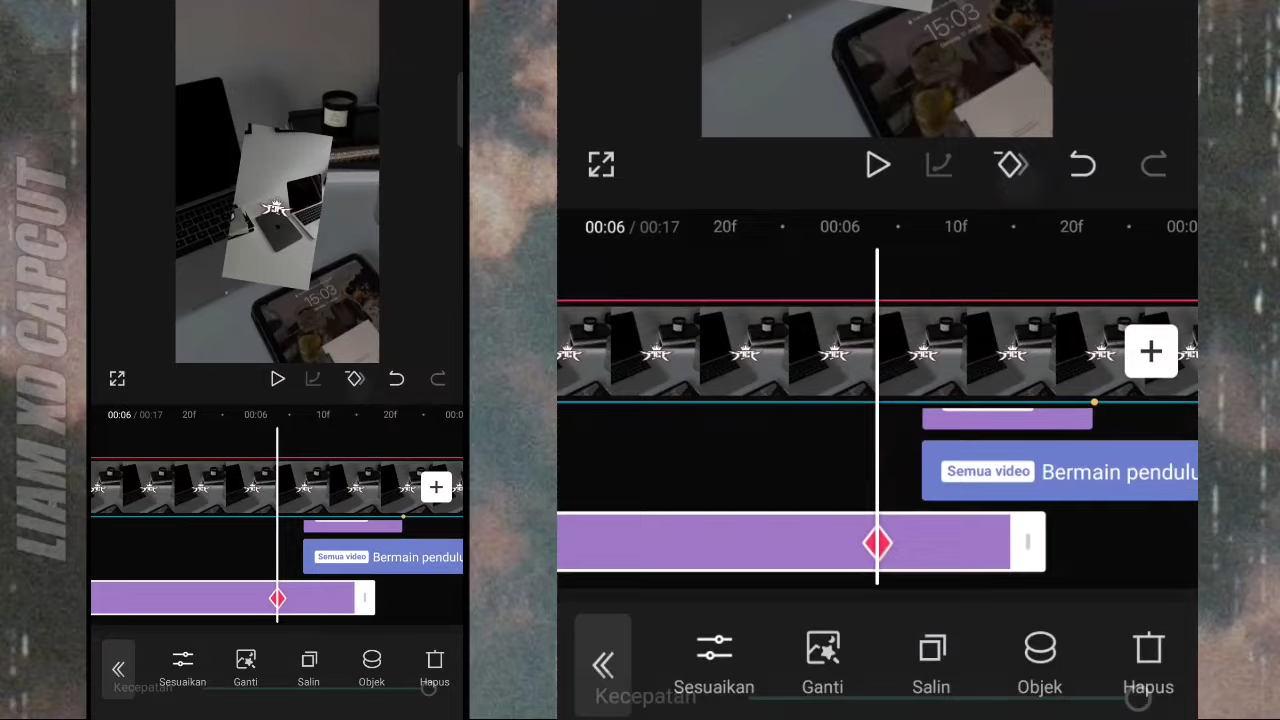 LIAM XD CAPCUT
15:03
00:06 / 00:17
20f
00:06
10f
20f
00:0
Semua video
Bermain pendulu
Sesuaikan
Ganti
Salin
Objek
Hapus
Kecepatan
15:03
00:06 / 00:17
20f
00:06
10f
20f
00:0
Semua video
Bermain pendulu
Sesuaikan
Ganti
Salin
Objek
Hapus
Kecepatan